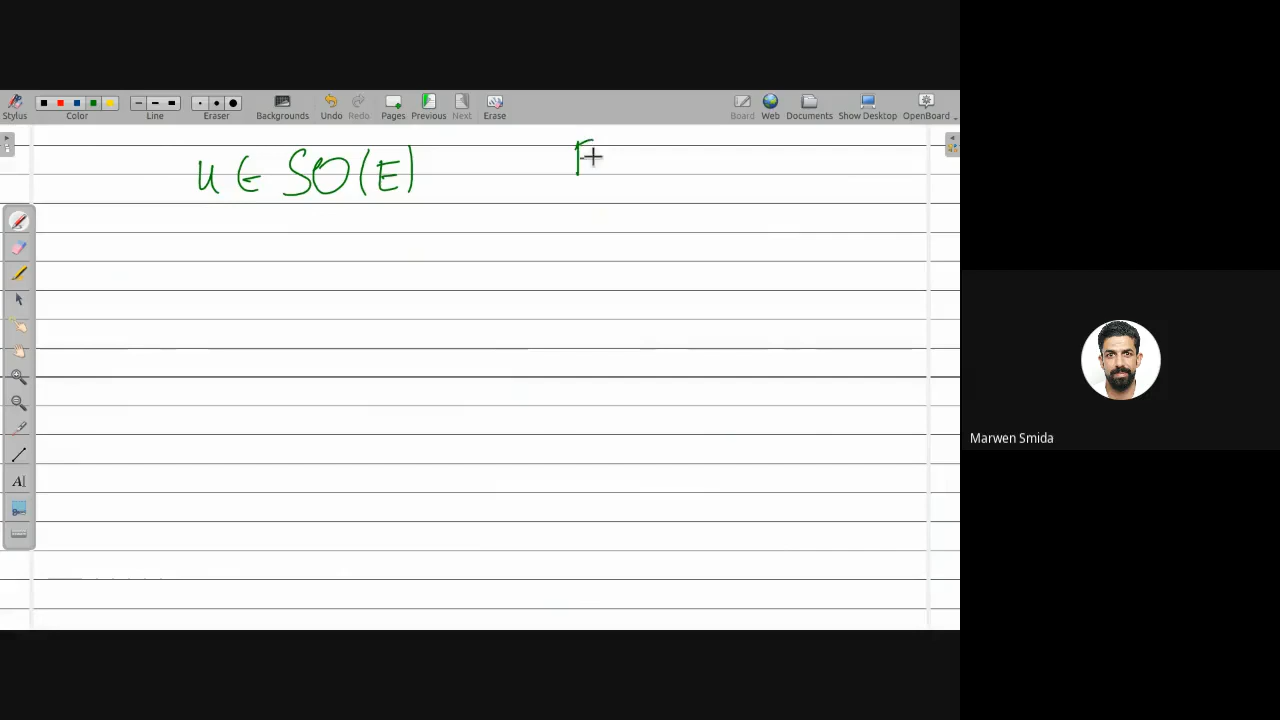 Stylus Color Line Eraser Backgrounds Undo Redo Pages Previous Next Erase Board Web Documents Show Desktop OpenBoard
u ∈ SO(E)
Marwen Smida